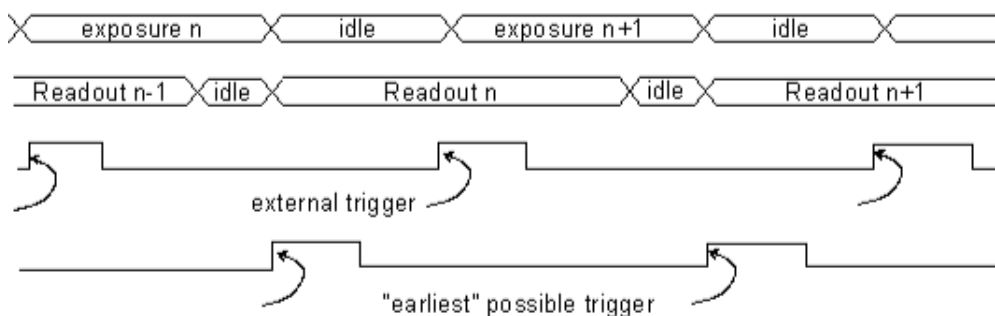 exposure n idle exposure n+1 idle
Readout n-1 idle Readout n idle Readout n+1
external trigger
"earliest" possible trigger